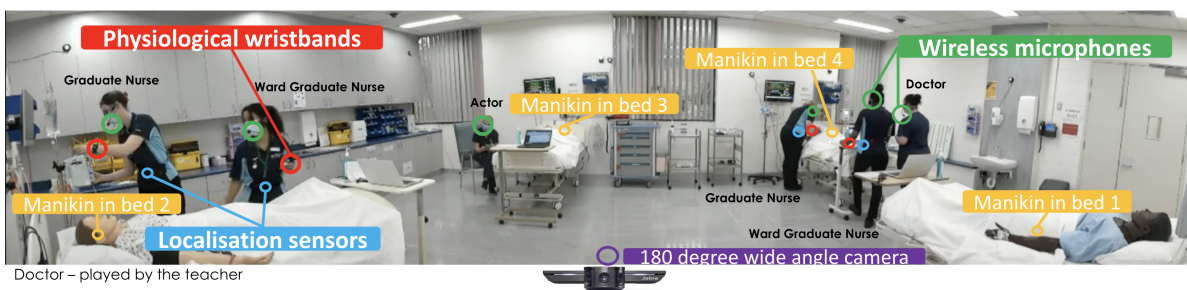 Physiological wristbands
Wireless microphones
Manikin in bed 4
Graduate Nurse
Ward Graduate Nurse
Doctor
Actor
Manikin in bed 3
Manikin in bed 2
Graduate Nurse
Manikin in bed 1
Localisation sensors
Ward Graduate Nurse
180 degree wide angle camera
Doctor – played by the teacher
Jabra